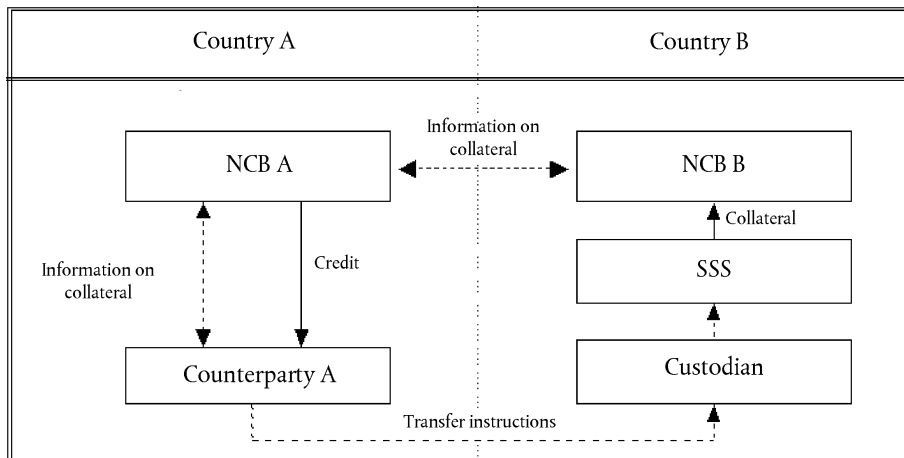 Country A
Country B
Information on
collateral
NCB A
NCB B
Collateral
Information on
collateral
Credit
SSS
Counterparty A
Custodian
Transfer instructions